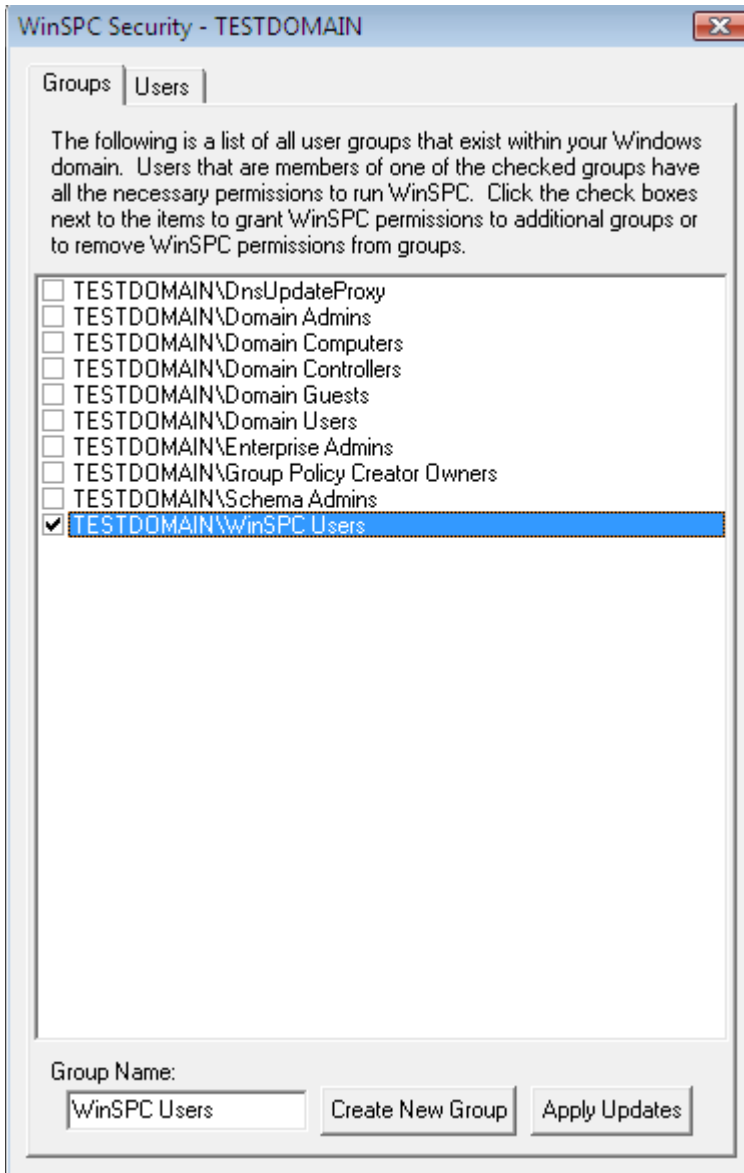 WinSPC Security - TESTDOMAIN
Groups
Users
The following is a list of all user groups that exist within your Windows
domain.  Users that are members of one of the checked groups have
all the necessary permissions to run WinSPC.  Click the check boxes
next to the items to grant WinSPC permissions to additional groups or
to remove WinSPC permissions from groups.
TESTDOMAIN\DnsUpdateProxy
TESTDOMAIN\Domain Admins
TESTDOMAIN\Domain Computers
TESTDOMAIN\Domain Controllers
TESTDOMAIN\Domain Guests
TESTDOMAIN\Domain Users
TESTDOMAIN\Enterprise Admins
TESTDOMAIN\Group Policy Creator Owners
TESTDOMAIN\Schema Admins
TESTDOMAIN\WinSPC Users
Group Name:
WinSPC Users
Create New Group
Apply Updates